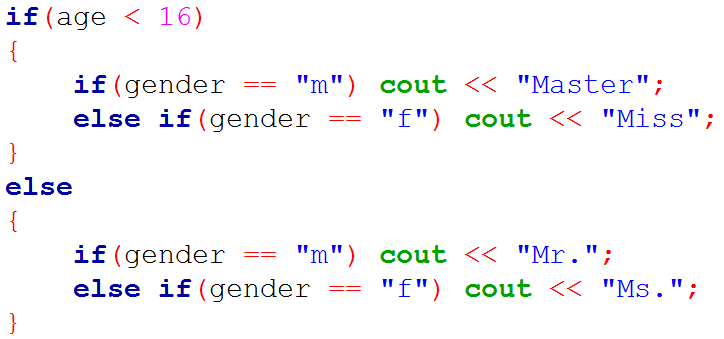 if(age < 16)
{
    if(gender == "m") cout << "Master";
    else if(gender == "f") cout << "Miss";
}
else
{
    if(gender == "m") cout << "Mr.";
    else if(gender == "f") cout << "Ms.";
}